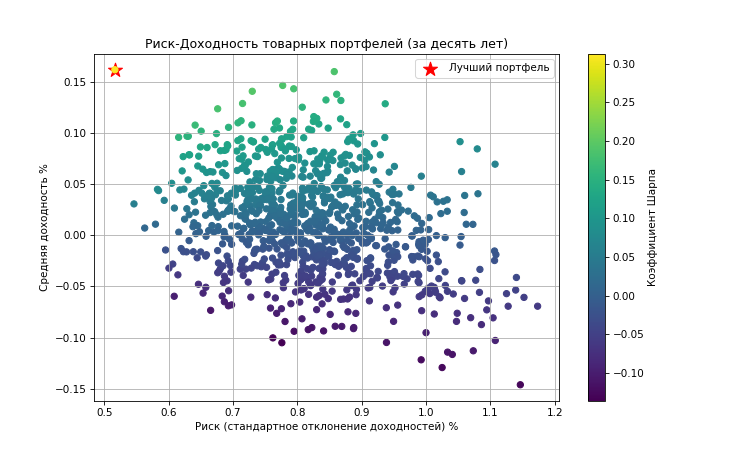 Риск-Доходность товарных портфелей (за десять лет)
Лучший портфель
Средняя доходность %
0.15
0.10
0.05
0.00
−0.05
−0.10
−0.15
0.5 0.6 0.7 0.8 0.9 1.0 1.1 1.2
Риск (стандартное отклонение доходностей) %
0.30
0.25
0.20
0.15
0.10
0.05
0.00
−0.05
−0.10
Коэффициент Шарпа